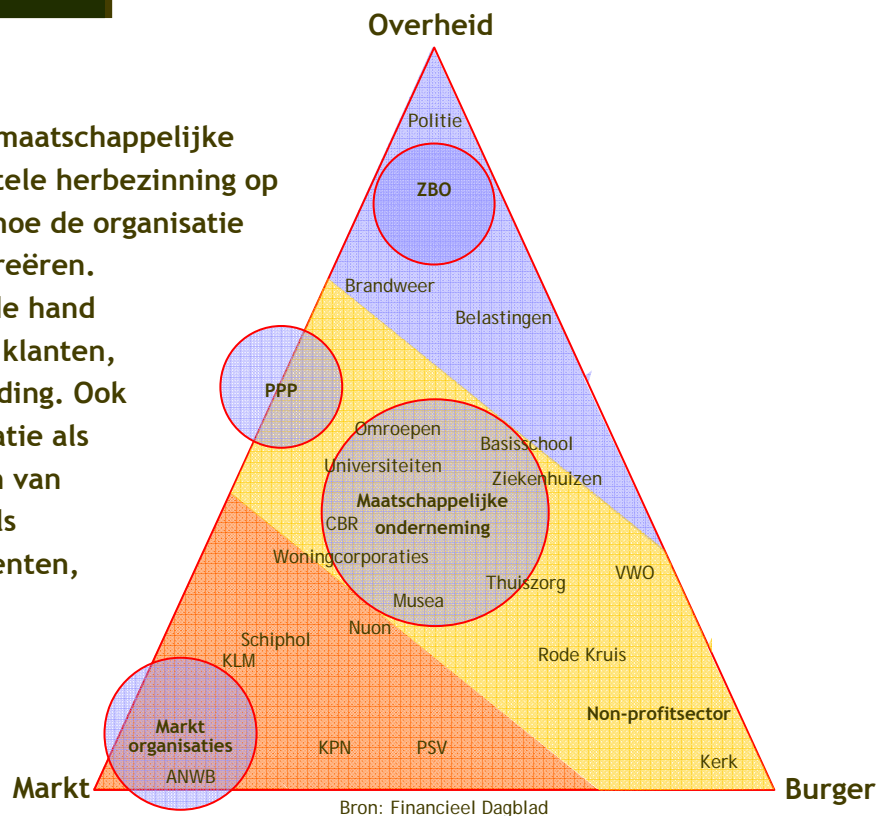 Overheid
maatschappelijke
tele herbezinning op
hoe de organisatie
reëren.
de hand
klanten,
ding. Ook
atie als
van
ls
enten,
Politie
ZBO
Brandweer
Belastingen
PPP
Omroepen
Basisschool
Universiteiten
Ziekenhuizen
Maatschappelijke
onderneming
CBR
Woningcorporaties
VWO
Thuiszorg
Musea
Nuon
Schiphol
KLM
Rode Kruis
Non-profitsector
Markt
organisaties
KPN
PSV
Kerk
ANWB
Markt
Burger
Bron: Financieel Dagblad